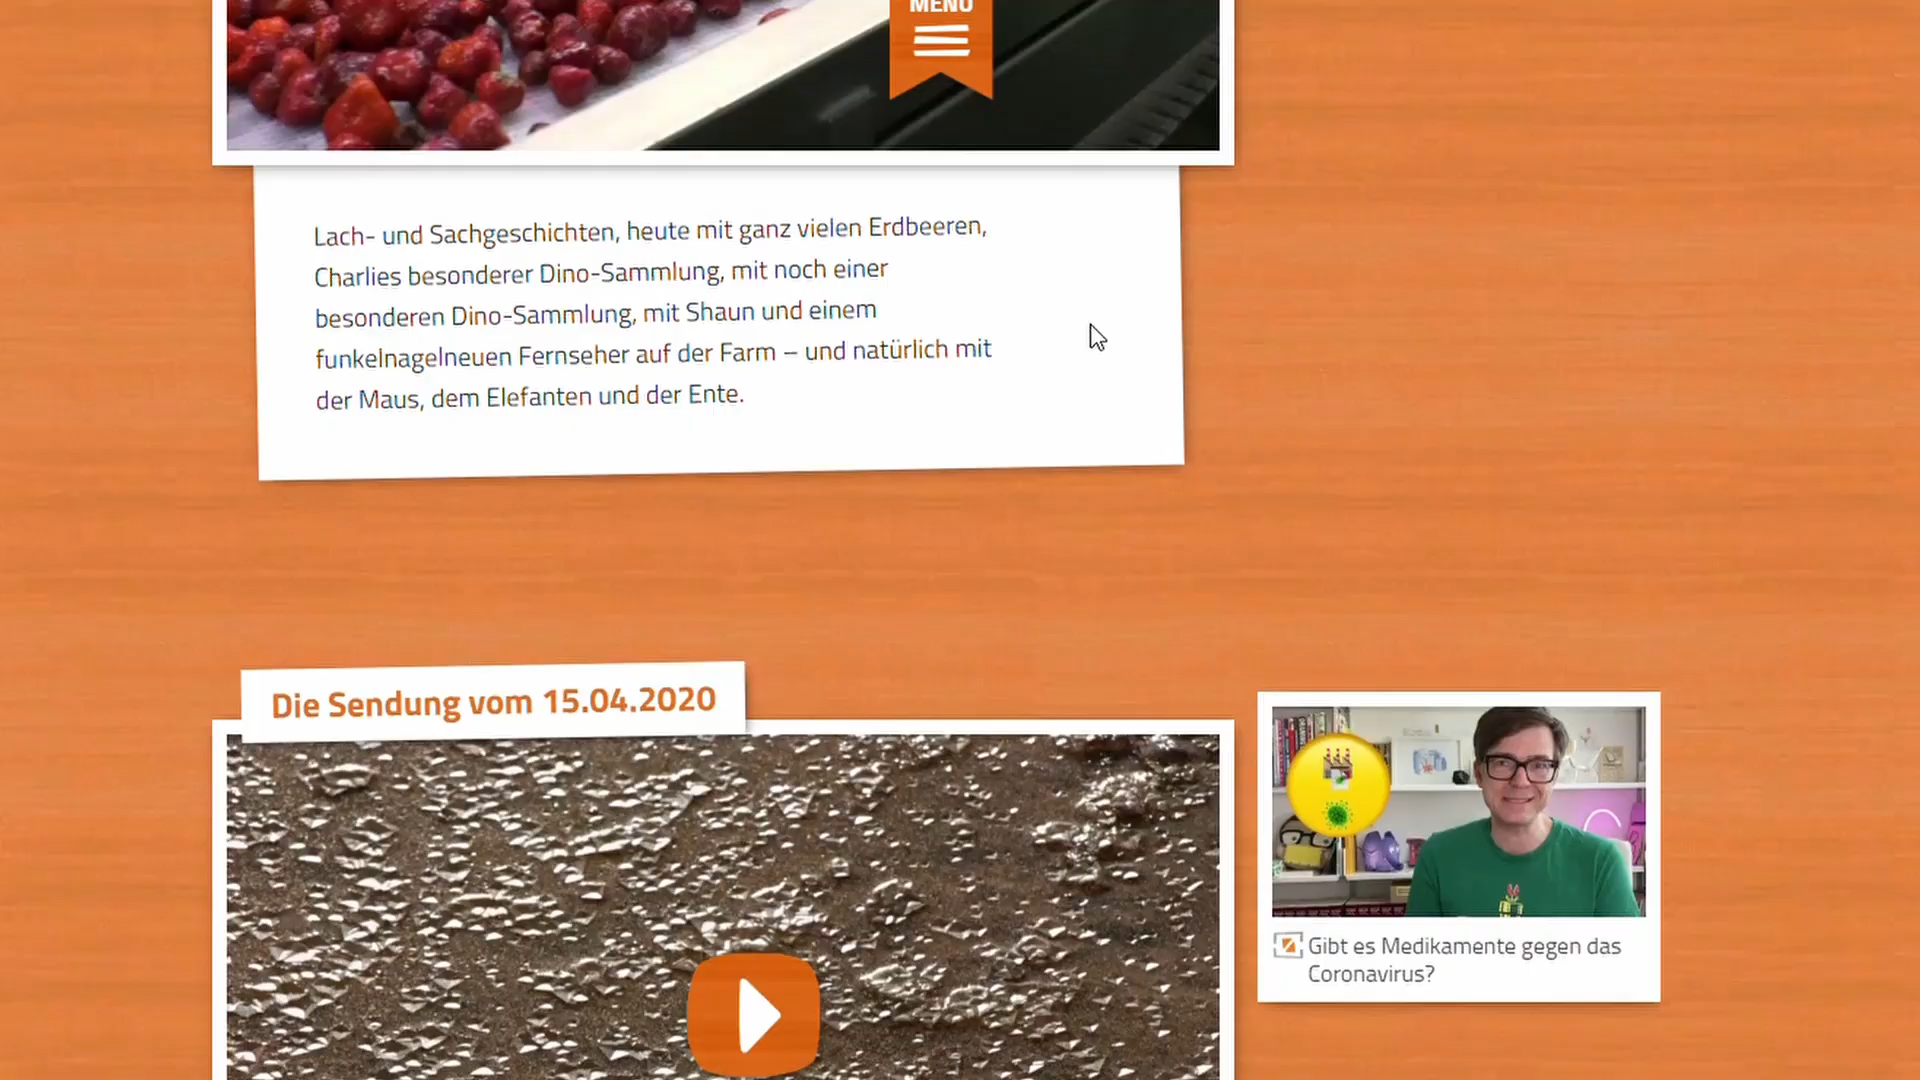 MENÜ
Lach- und Sachgeschichten, heute mit ganz vielen Erdbeeren,
Charlies besonderer Dino-Sammlung, mit noch einer
besonderen Dino-Sammlung, mit Shaun und einem
funkelnagelneuen Fernseher auf der Farm – und natürlich mit
der Maus, dem Elefanten und der Ente.
Die Sendung vom 15.04.2020
Gibt es Medikamente gegen das
Coronavirus?